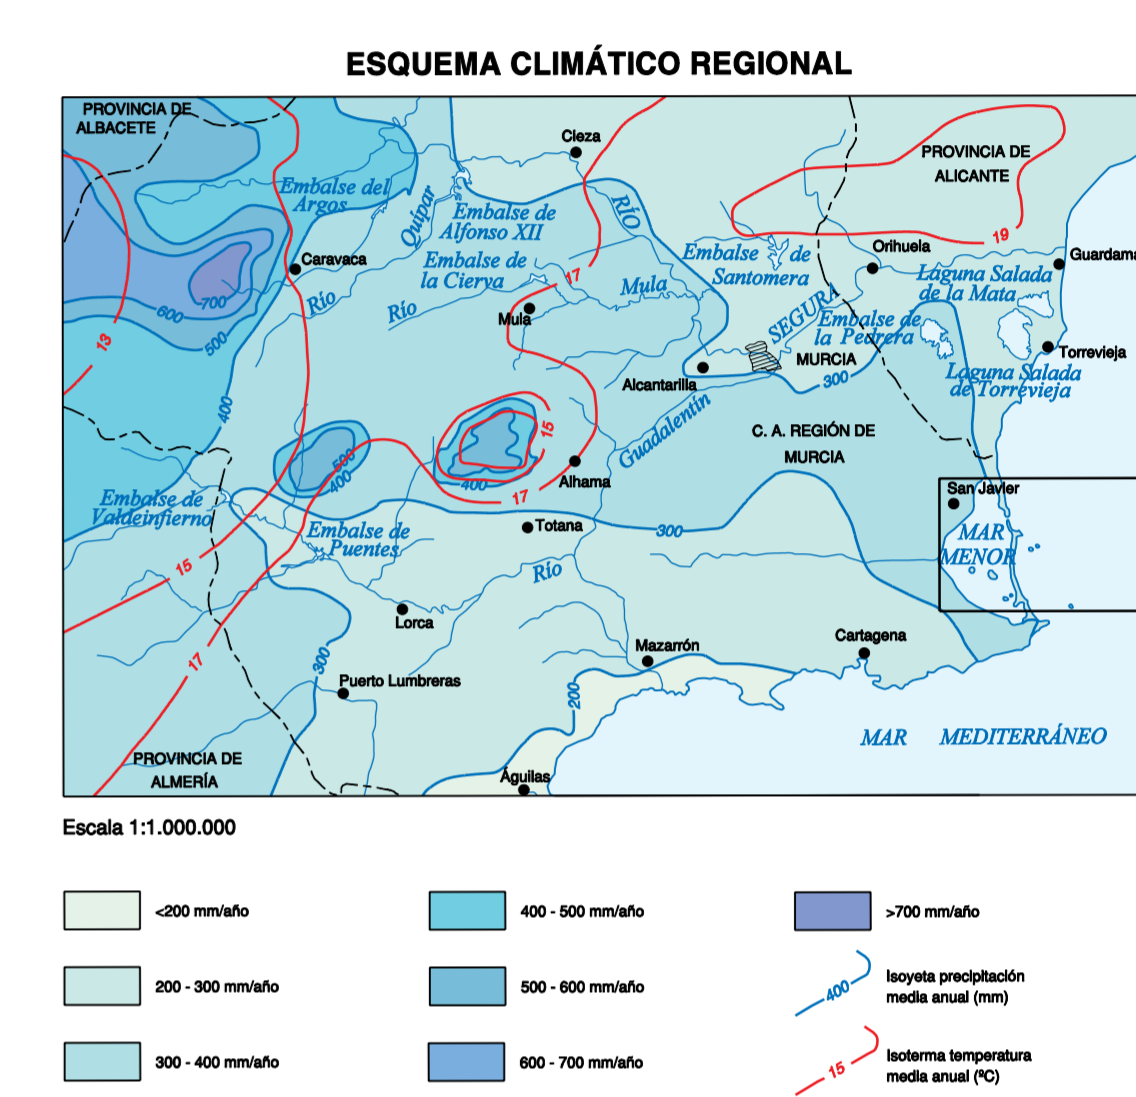 ESQUEMA CLIMÁTICO REGIONAL
PROVINCIA DE
ALBACETE
Cieza
PROVINCIA DE
ALICANTE
Embalse del
Argos
Quípar
Embalse de
Alfonso XII
RÍO
19
Orihuela
Guardama
Caravaca
Embalse de
la Cierva
17
Embalse de
Santomera
Laguna Salada
de la Mata
700
600
500
Río
Río
Mula
Mula
SEGURA
Embalse de
la Pedrera
13
MURCIA
Torrevieja
Alcantarilla
300
Laguna Salada
de Torrevieja
400
15
Guadalentín
C. A. REGIÓN DE
MURCIA
500
400
400
17
Alhama
San Javier
Embalse de
Valdeinfierno
Embalse de
Puentes
Totana
300
MAR
MENOR
15
Río
Lorca
Mazarrón
Cartagena
17
300
Puerto Lumbreras
200
MAR MEDITERRÁNEO
PROVINCIA DE
ALMERÍA
Águilas
Escala 1:1.000.000
<200 mm/año
400 - 500 mm/año
>700 mm/año
200 - 300 mm/año
500 - 600 mm/año
400
Isoyeta precipitación
media anual (mm)
300 - 400 mm/año
600 - 700 mm/año
15
Isoterma temperatura
media anual (ºC)